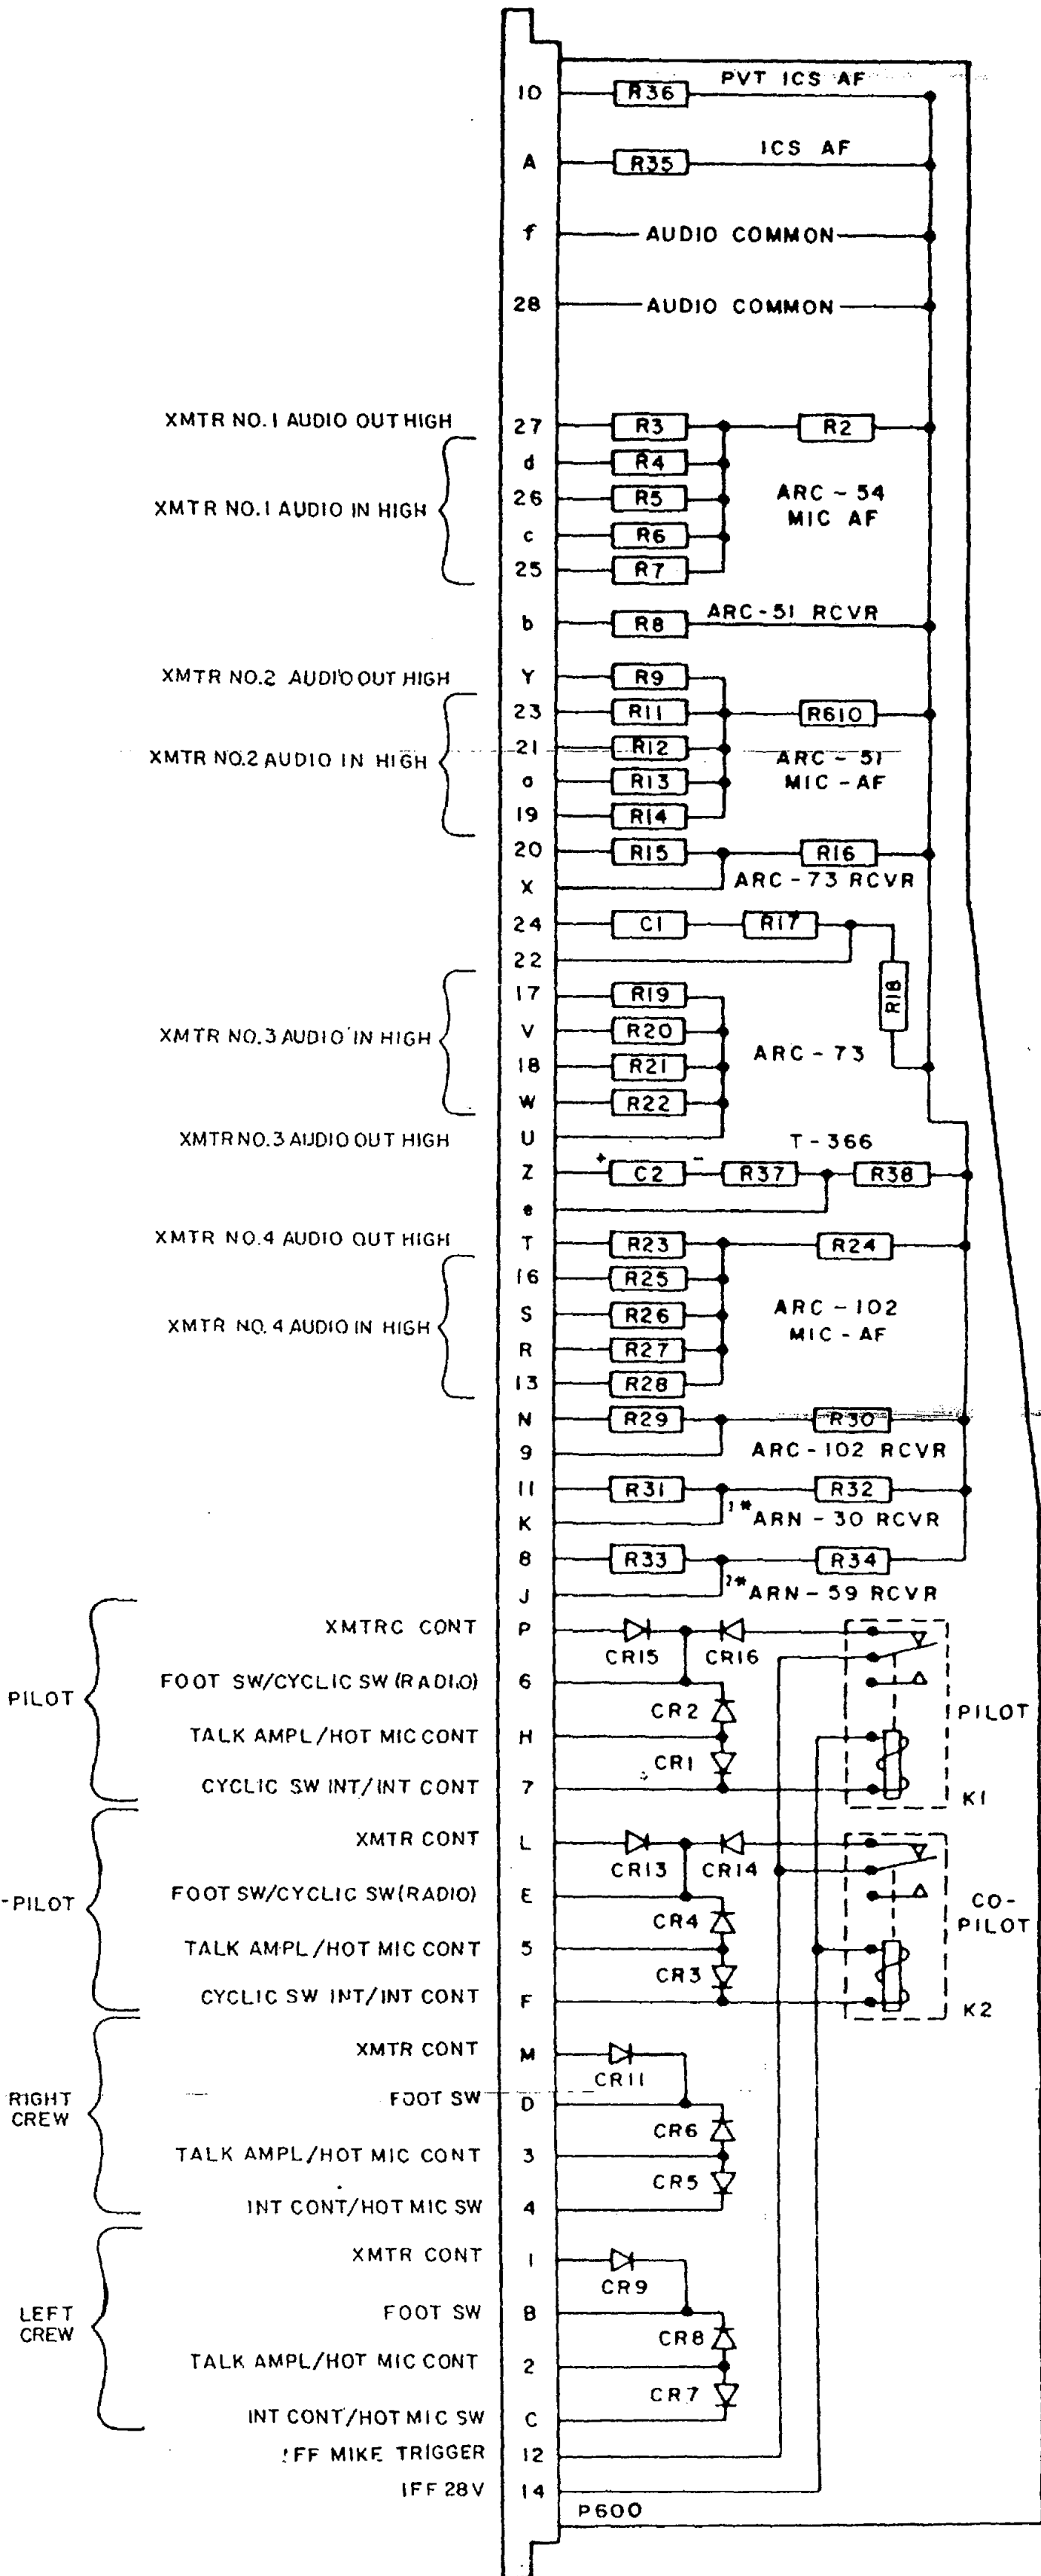 10 R36 PVT ICS AF
A R35 ICS AF
f AUDIO COMMON
28 AUDIO COMMON
XMTR NO.1 AUDIO OUT HIGH 27 R3 R2
d R4
XMTR NO.1 AUDIO IN HIGH 26 R5 ARC-54
c R6 MIC AF
25 R7
b R8 ARC-51 RCVR
XMTR NO.2 AUDIO OUT HIGH Y R9
23 R11 R610
XMTR NO.2 AUDIO IN HIGH 21 R12 ARC-51
a R13 MIC-AF
19 R14
20 R15 R16
X ARC-73 RCVR
24 C1 R17
22
R18
17 R19
XMTR NO.3 AUDIO IN HIGH V R20
18 R21 ARC-73
W R22
XMTR NO.3 AUDIO OUT HIGH U T-366
Z + C2 - R37 R38
e
XMTR NO.4 AUDIO OUT HIGH T R23 R24
16 R25
XMTR NO.4 AUDIO IN HIGH S R26 ARC-102
R R27 MIC-AF
13 R28
N R29 R30
9 ARC-102 RCVR
11 R31 R32
K 1* ARN-30 RCVR
8 R33 R34
J 2* ARN-59 RCVR
PILOT
XMTRC CONT P CR15 CR16
FOOT SW/CYCLIC SW (RADIO) 6 CR2 PILOT
TALK AMPL/HOT MIC CONT H CR1
CYCLIC SW INT/INT CONT 7 K1
-PILOT
XMTR CONT L CR13 CR14
FOOT SW/CYCLIC SW (RADIO) E CR4 CO-
PILOT
TALK AMPL/HOT MIC CONT 5 CR3
CYCLIC SW INT/INT CONT F K2
RIGHT
CREW
XMTR CONT M CR11
FOOT SW D CR6
TALK AMPL/HOT MIC CONT 3 CR5
INT CONT/HOT MIC SW 4
LEFT
CREW
XMTR CONT 1 CR9
FOOT SW B CR8
TALK AMPL/HOT MIC CONT 2 CR7
INT CONT/HOT MIC SW C
IFF MIKE TRIGGER 12
IFF 28V 14
P600